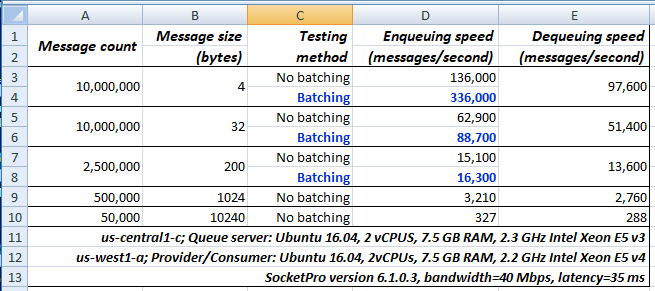 A B C D E
1 Message count Message size Testing Enqueuing speed Dequeuing speed
2 (bytes) method (messages/second) (messages/second)
3 10,000,000 4 No batching 136,000 97,600
4 Batching 336,000
5 10,000,000 32 No batching 62,900 51,400
6 Batching 88,700
7 2,500,000 200 No batching 15,100 13,600
8 Batching 16,300
9 500,000 1024 No batching 3,210 2,760
10 50,000 10240 No batching 327 288
11 us-central1-c; Queue server: Ubuntu 16.04, 2 vCPUS, 7.5 GB RAM, 2.3 GHz Intel Xeon E5 v3
12 us-west1-a; Provider/Consumer: Ubuntu 16.04, 2vCPUs, 7.5 GB RAM, 2.2 GHz Intel Xeon E5 v4
13 SocketPro version 6.1.0.3, bandwidth=40 Mbps, latency=35 ms